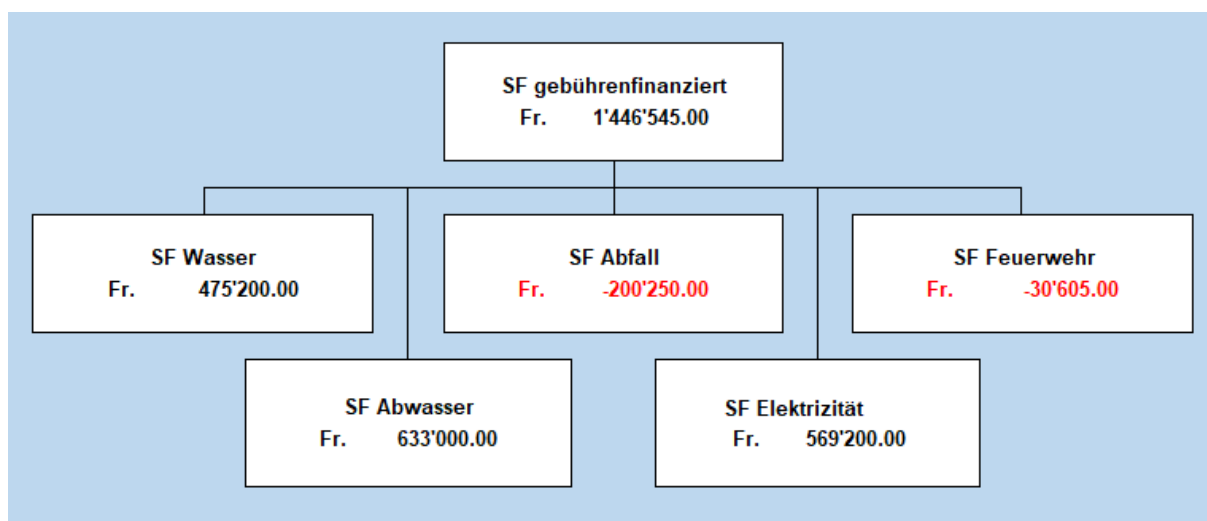 SF gebührenfinanziert
Fr. 1'446'545.00
SF Wasser
Fr. 475'200.00
SF Abfall
Fr. -200'250.00
SF Feuerwehr
Fr. -30'605.00
SF Abwasser
Fr. 633'000.00
SF Elektrizität
Fr. 569'200.00